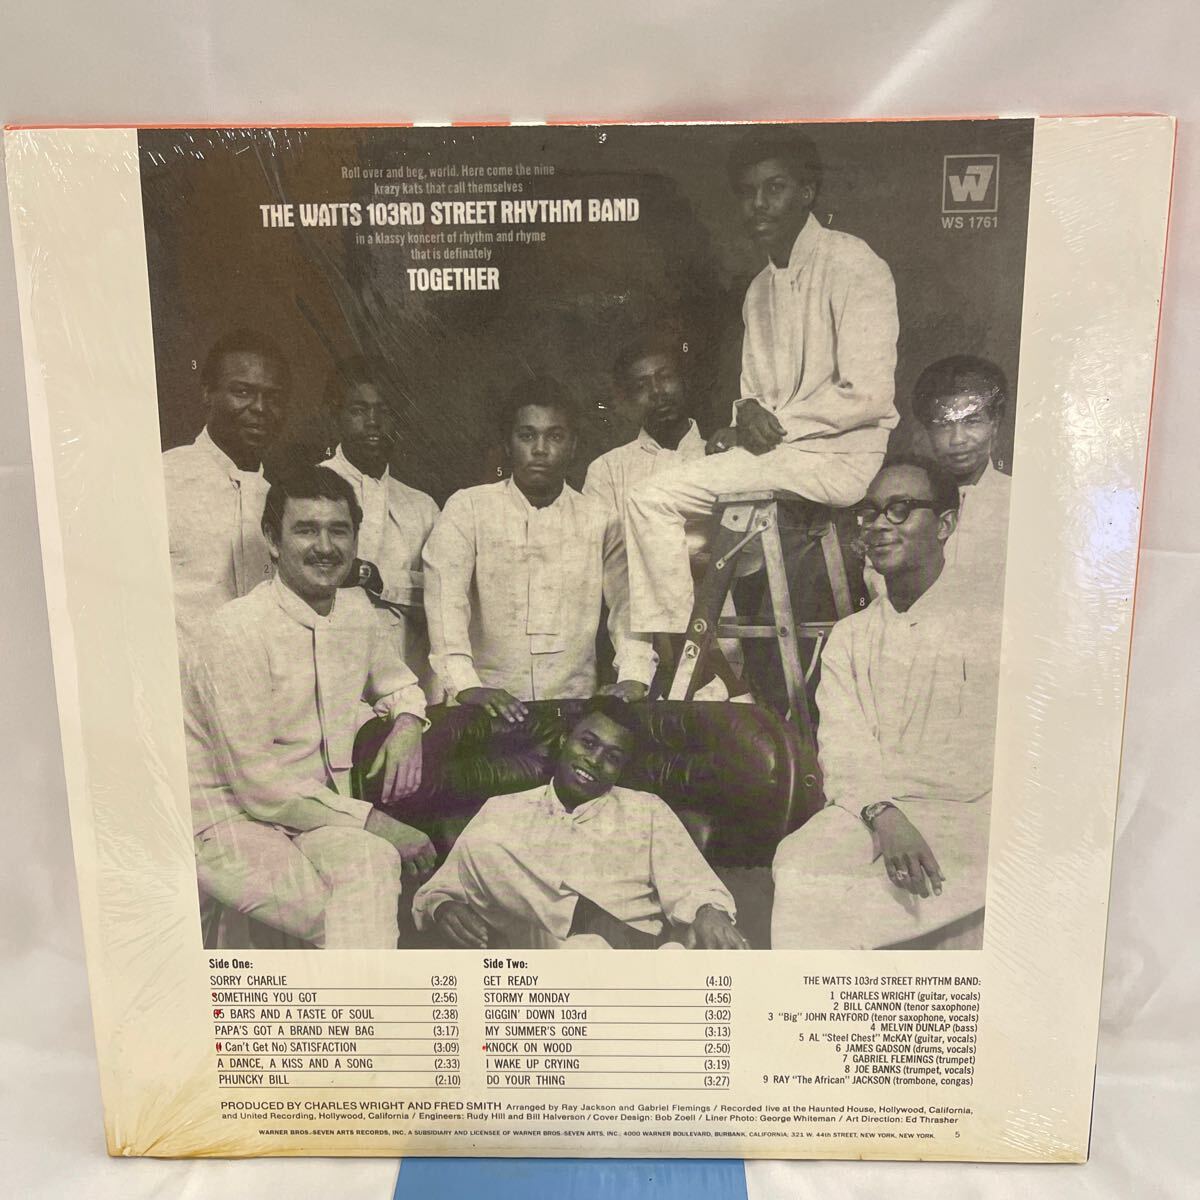 Roll over and beg, world. Here come the nine
krazy kats that call themselves
THE WATTS 103RD STREET RHYTHM BAND
in a klassy koncert of rhythm and rhyme
that is definately
TOGETHER
W7
WS 1761
7
3
6
4
5
9
2
8
1
Side One:
SORRY CHARLIE (3:28)
SOMETHING YOU GOT (2:56)
65 BARS AND A TASTE OF SOUL (2:38)
PAPA'S GOT A BRAND NEW BAG (3:17)
(I Can't Get No) SATISFACTION (3:09)
A DANCE, A KISS AND A SONG (2:33)
PHUNCKY BILL (2:10)
Side Two:
GET READY (4:10)
STORMY MONDAY (4:56)
GIGGIN' DOWN 103rd (3:02)
MY SUMMER'S GONE (3:13)
KNOCK ON WOOD (2:50)
I WAKE UP CRYING (3:19)
DO YOUR THING (3:27)
THE WATTS 103rd STREET RHYTHM BAND:
1 CHARLES WRIGHT (guitar, vocals)
2 BILL CANNON (tenor saxophone)
3 "Big" JOHN RAYFORD (tenor saxophone, vocals)
4 MELVIN DUNLAP (bass)
5 AL "Steel Chest" McKAY (guitar, vocals)
6 JAMES GADSON (drums, vocals)
7 GABRIEL FLEMINGS (trumpet)
8 JOE BANKS (trumpet, vocals)
9 RAY "The African" JACKSON (trombone, congas)
PRODUCED BY CHARLES WRIGHT AND FRED SMITH Arranged by Ray Jackson and Gabriel Flemings / Recorded live at the Haunted House, Hollywood, California,
and United Recording, Hollywood, California / Engineers: Rudy Hill and Bill Halverson / Cover Design: Bob Zoell / Liner Photo: George Whiteman / Art Direction: Ed Thrasher
WARNER BROS.-SEVEN ARTS RECORDS, INC. A SUBSIDIARY AND LICENSEE OF WARNER BROS.-SEVEN ARTS, INC.; 4000 WARNER BOULEVARD, BURBANK, CALIFORNIA; 321 W. 44th STREET, NEW YORK, NEW YORK. 5